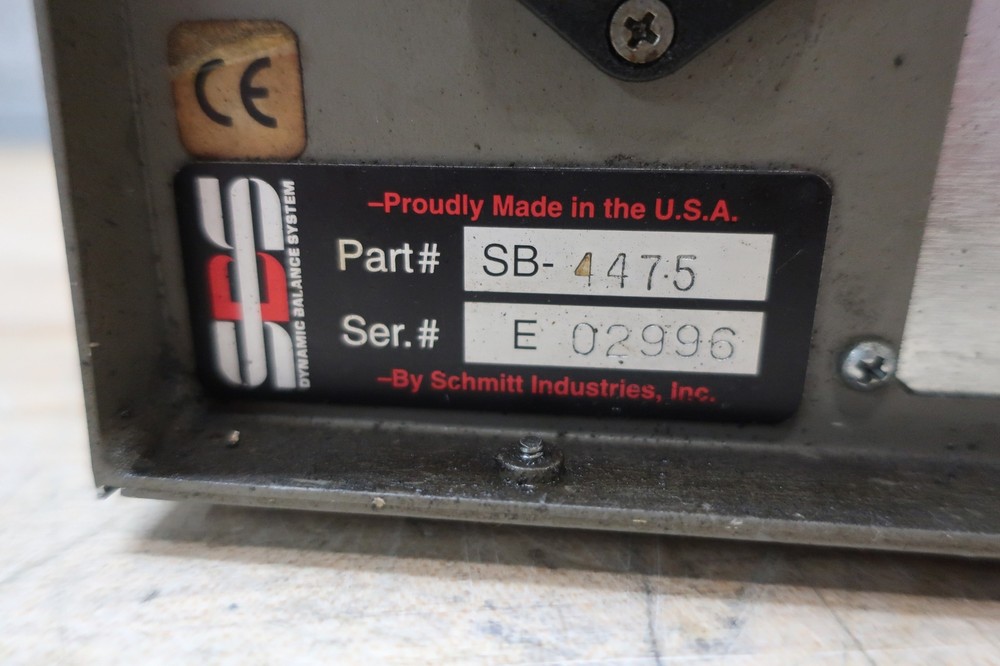 CE
SBS
DYNAMIC BALANCE SYSTEM
–Proudly Made in the U.S.A.
Part# SB- 4475
Ser.# E 02996
–By Schmitt Industries, Inc.